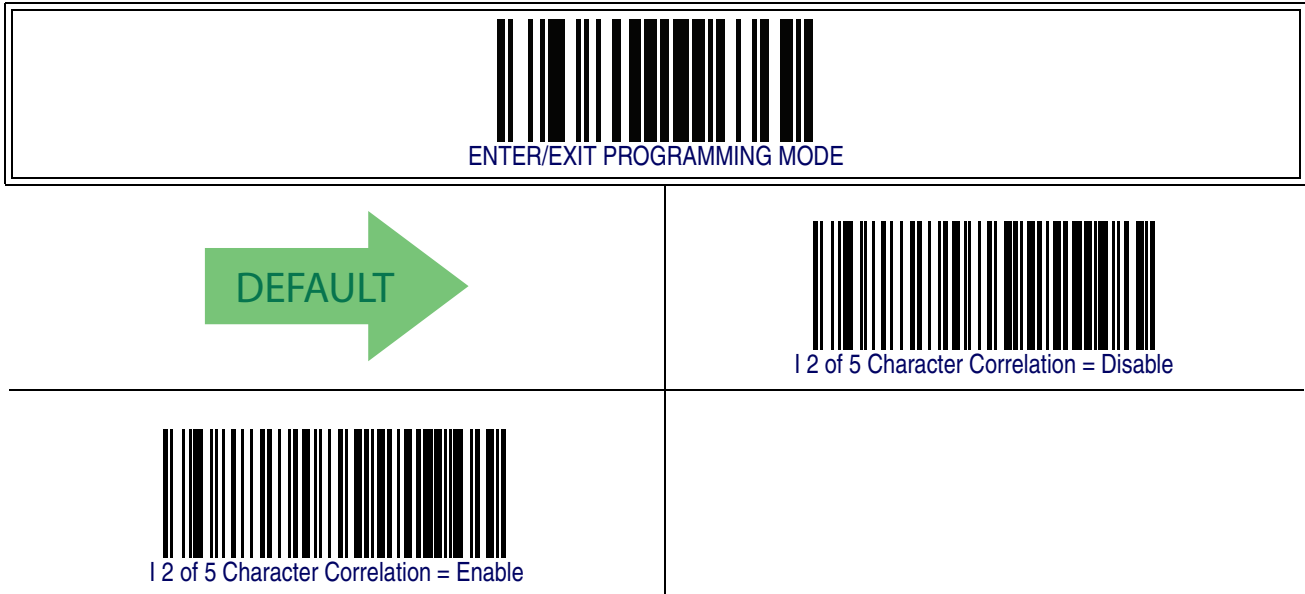 ENTER/EXIT PROGRAMMING MODE
DEFAULT
I 2 of 5 Character Correlation = Disable
I 2 of 5 Character Correlation = Enable